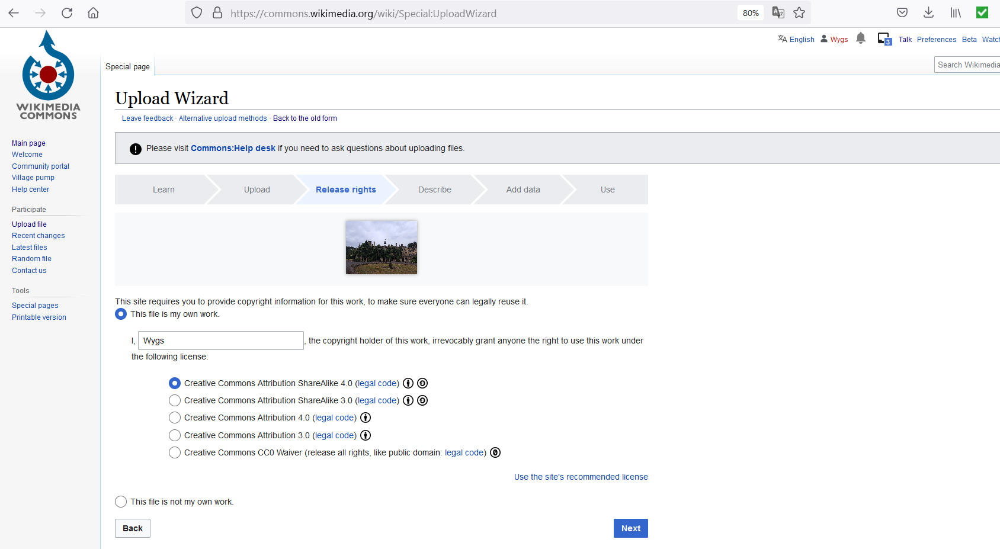 https://commons.wikimedia.org/wiki/Special:UploadWizard
80%
English Wygs 3 Talk Preferences Beta Watch
WIKIMEDIA
COMMONS
Special page
Search Wikimedia
Upload Wizard
Leave feedback · Alternative upload methods · Back to the old form
Please visit Commons:Help desk if you need to ask questions about uploading files.
Main page
Welcome
Community portal
Village pump
Help center
Participate
Upload file
Recent changes
Latest files
Random file
Contact us
Tools
Special pages
Printable version
Learn Upload Release rights Describe Add data Use
This site requires you to provide copyright information for this work, to make sure everyone can legally reuse it.
This file is my own work.
I, Wygs , the copyright holder of this work, irrevocably grant anyone the right to use this work under
the following license:
Creative Commons Attribution ShareAlike 4.0 (legal code)
Creative Commons Attribution ShareAlike 3.0 (legal code)
Creative Commons Attribution 4.0 (legal code)
Creative Commons Attribution 3.0 (legal code)
Creative Commons CC0 Waiver (release all rights, like public domain: legal code)
Use the site's recommended license
This file is not my own work.
Back
Next